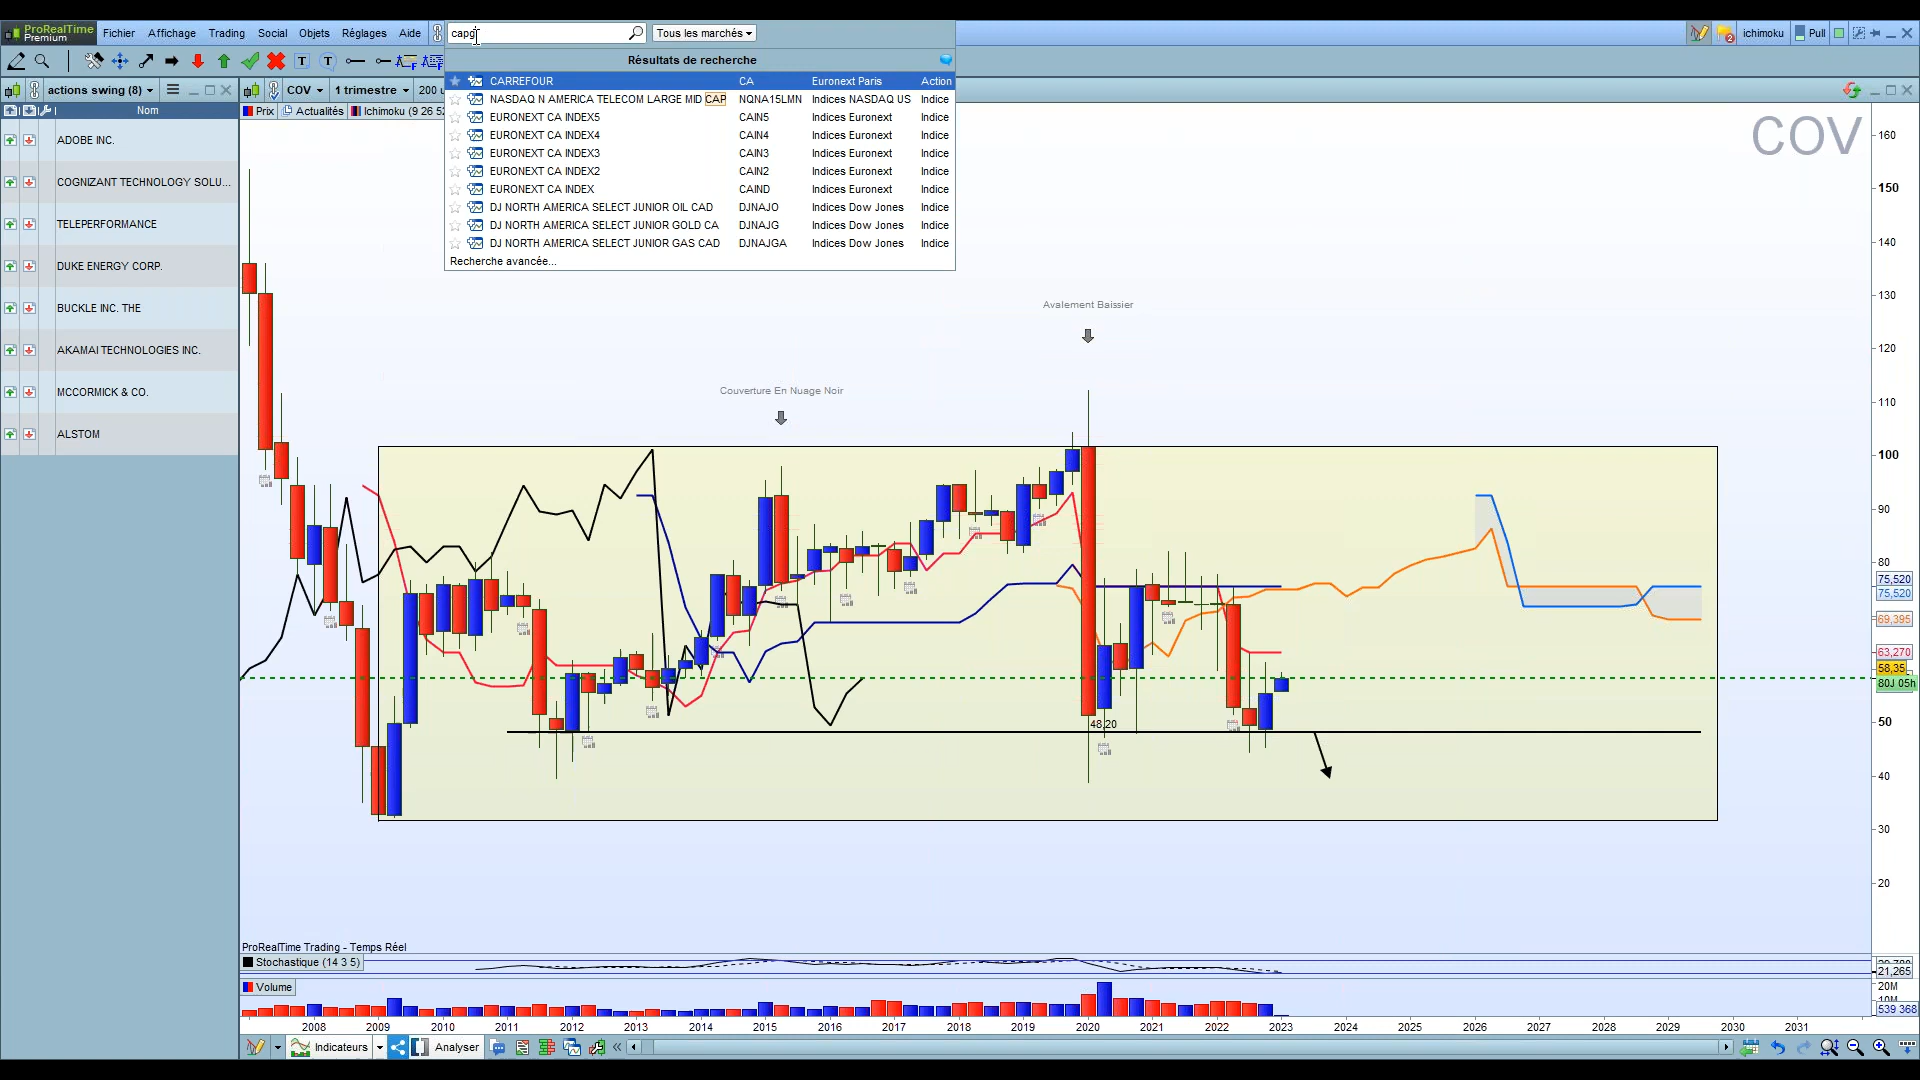 ProRealTime
Premium
Fichier Affichage Trading Social Objets Réglages Aide
capg
Tous les marchés
ichimoku
Pull
Résultats de recherche
CARREFOUR CA Euronext Paris Action
NASDAQ N AMERICA TELECOM LARGE MID CAP NQNA15LMN Indices NASDAQ US Indice
EURONEXT CA INDEX5 CAIN5 Indices Euronext Indice
EURONEXT CA INDEX4 CAIN4 Indices Euronext Indice
EURONEXT CA INDEX3 CAIN3 Indices Euronext Indice
EURONEXT CA INDEX2 CAIN2 Indices Euronext Indice
EURONEXT CA INDEX CAIND Indices Euronext Indice
DJ NORTH AMERICA SELECT JUNIOR OIL CAD DJNAJO Indices Dow Jones Indice
DJ NORTH AMERICA SELECT JUNIOR GOLD CA DJNAJG Indices Dow Jones Indice
DJ NORTH AMERICA SELECT JUNIOR GAS CAD DJNAJGA Indices Dow Jones Indice
Recherche avancée...
actions swing (8)
COV
1 trimestre
200 u
Nom
Prix
Actualités
Ichimoku (9 26 52
ADOBE INC.
COGNIZANT TECHNOLOGY SOLU...
TELEPERFORMANCE
DUKE ENERGY CORP.
BUCKLE INC. THE
AKAMAI TECHNOLOGIES INC.
MCCORMICK & CO.
ALSTOM
COV
Avalement Baissier
Couverture En Nuage Noir
48.20
160
150
140
130
120
110
100
90
80
75,520
75,520
69,395
63,270
58,35
80J 05h
50
40
30
20
ProRealTime Trading - Temps Réel
Stochastique (14 3 5)
21,265
Volume
20M
10M
539 368
2008 2009 2010 2011 2012 2013 2014 2015 2016 2017 2018 2019 2020 2021 2022 2023 2024 2025 2026 2027 2028 2029 2030 2031
Indicateurs
Analyser